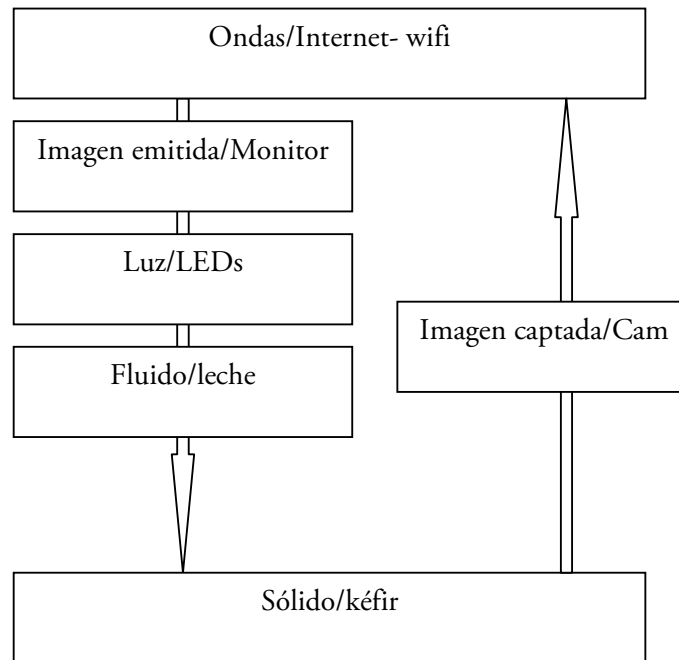 Ondas/Internet- wifi
Imagen emitida/Monitor
Luz/LEDs
Imagen captada/Cam
Fluido/leche
Sólido/kéfir